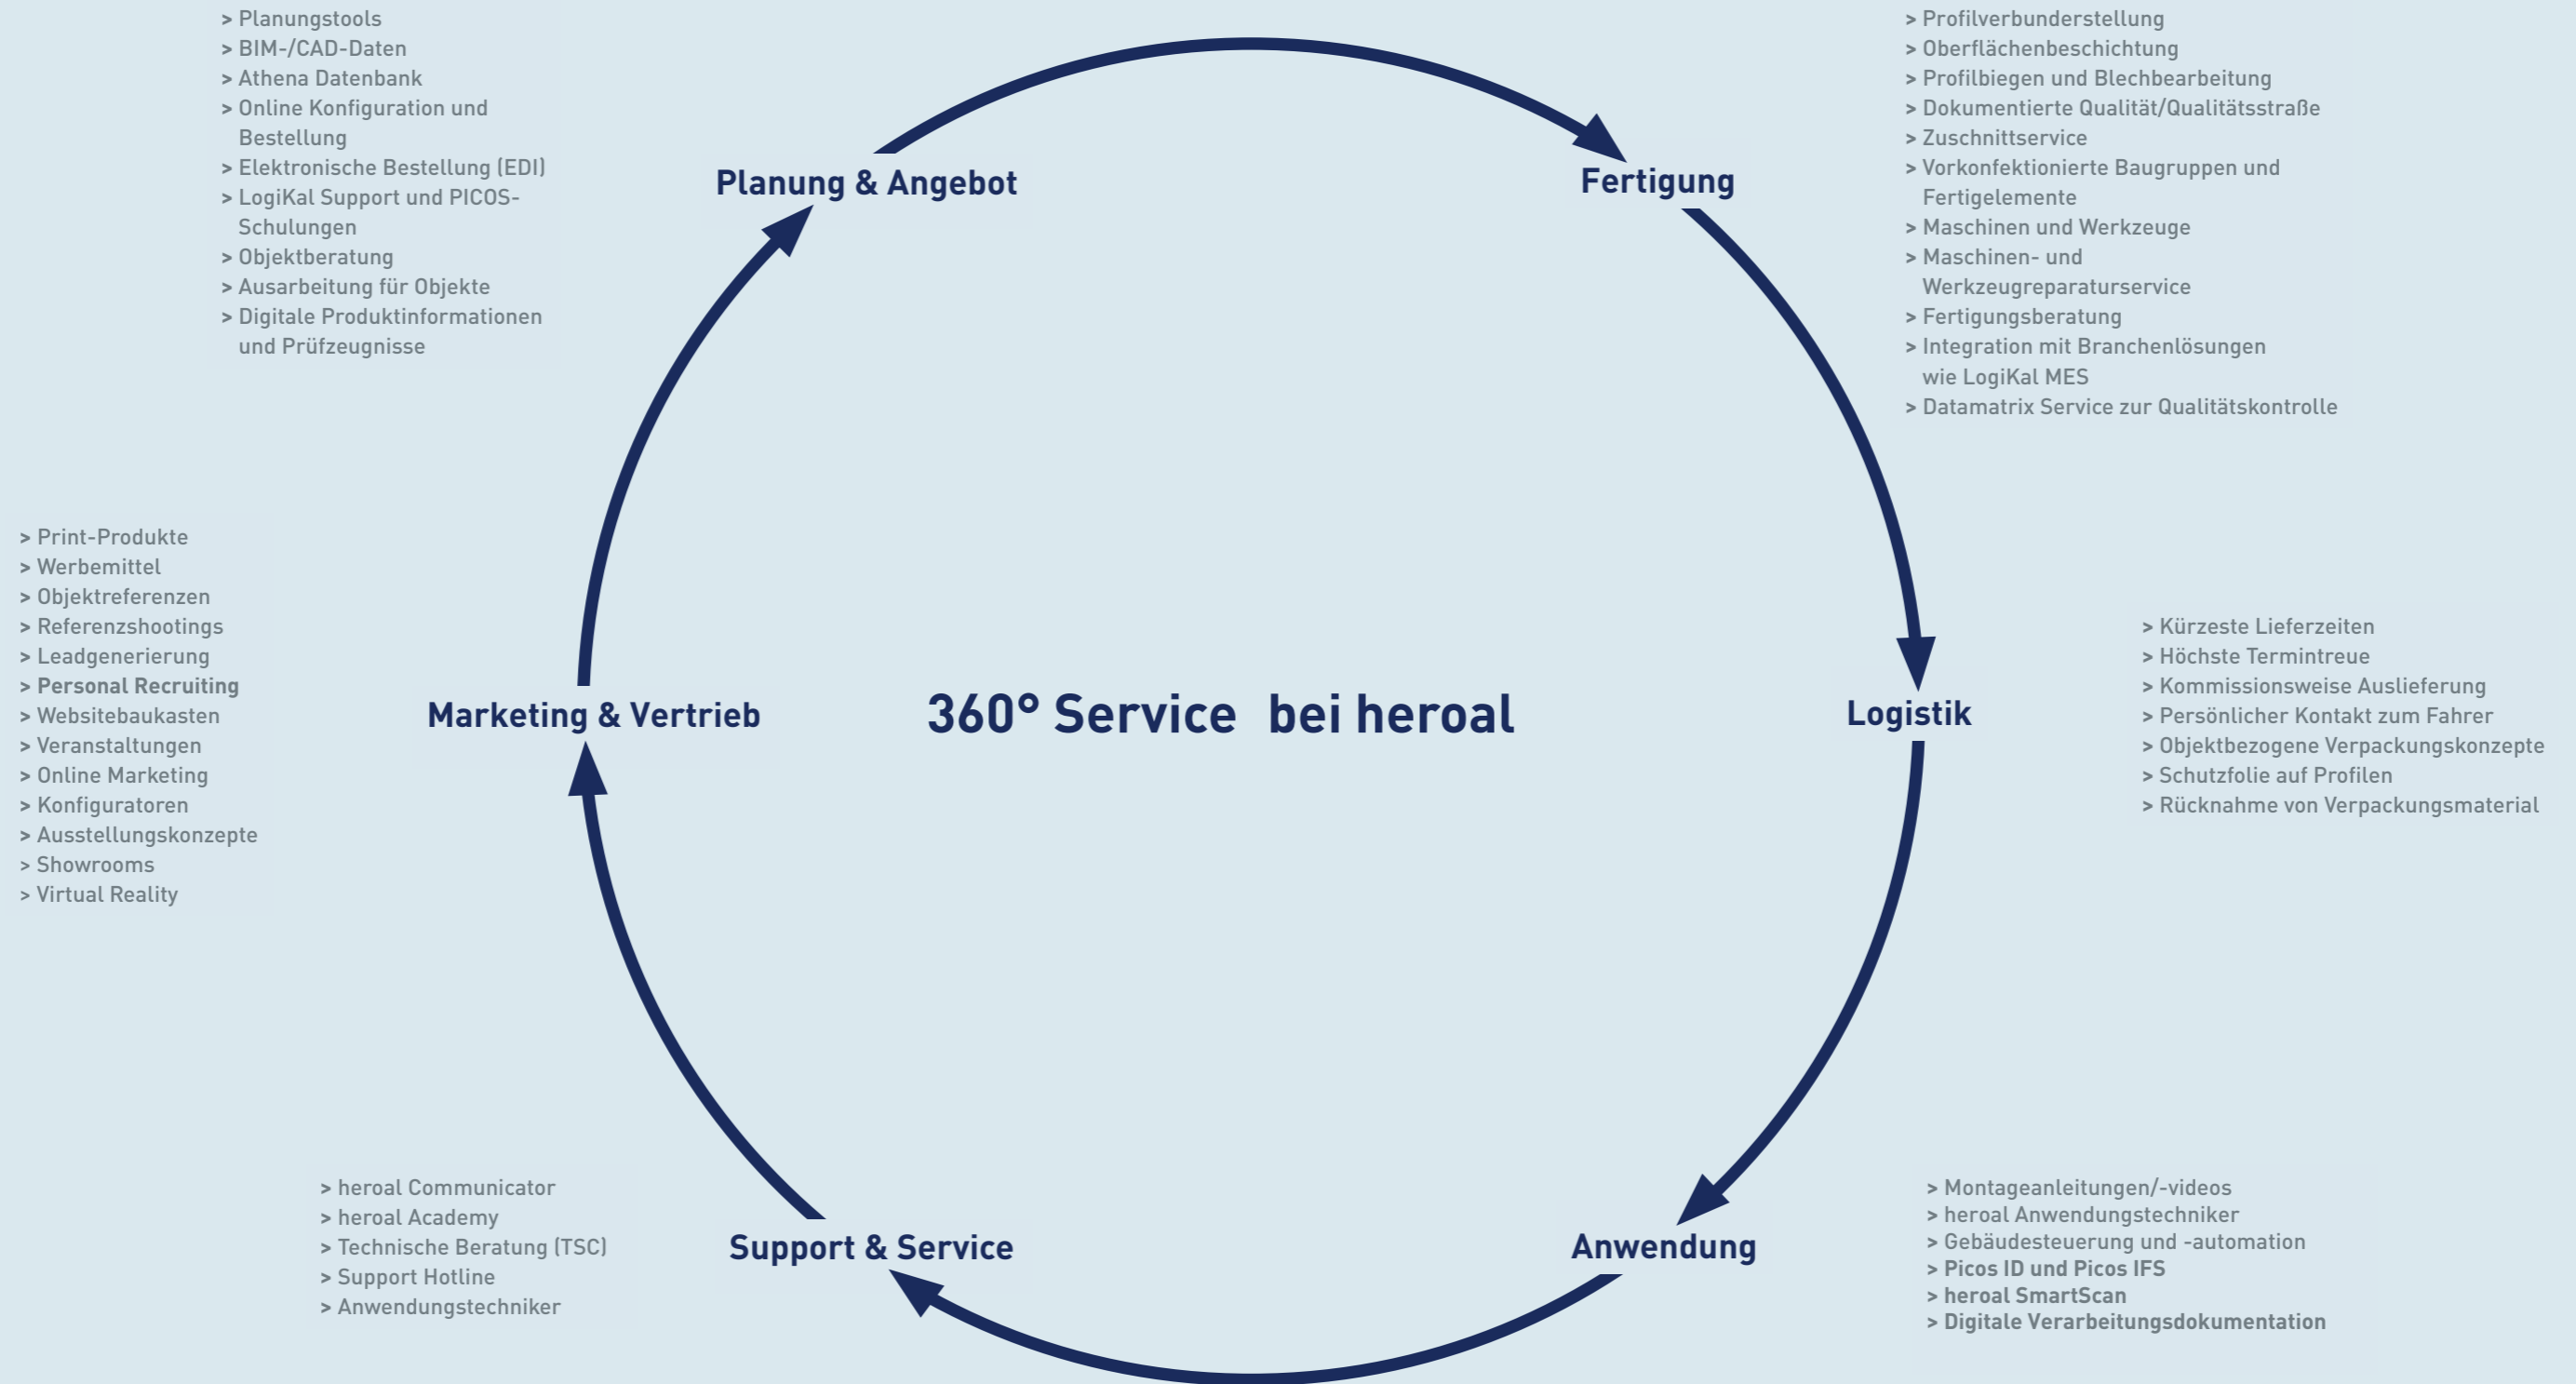 > Planungstools
> BIM-/CAD-Daten
> Athena Datenbank
> Online Konfiguration und
Bestellung
> Elektronische Bestellung (EDI)
> LogiKal Support und PICOS-
Schulungen
> Objektberatung
> Ausarbeitung für Objekte
> Digitale Produktinformationen
und Prüfzeugnisse
Planung & Angebot
Fertigung
> Profilverbunderstellung
> Oberflächenbeschichtung
> Profilbiegen und Blechbearbeitung
> Dokumentierte Qualität/Qualitätsstraße
> Zuschnittservice
> Vorkonfektionierte Baugruppen und
Fertigelemente
> Maschinen und Werkzeuge
> Maschinen- und
Werkzeugreparaturservice
> Fertigungsberatung
> Integration mit Branchenlösungen
wie LogiKal MES
> Datamatrix Service zur Qualitätskontrolle
> Print-Produkte
> Werbemittel
> Objektreferenzen
> Referenzshootings
> Leadgenerierung
> Personal Recruiting
> Websitebaukasten
> Veranstaltungen
> Online Marketing
> Konfiguratoren
> Ausstellungskonzepte
> Showrooms
> Virtual Reality
Marketing & Vertrieb
360° Service bei heroal
Logistik
> Kürzeste Lieferzeiten
> Höchste Termintreue
> Kommissionsweise Auslieferung
> Persönlicher Kontakt zum Fahrer
> Objektbezogene Verpackungskonzepte
> Schutzfolie auf Profilen
> Rücknahme von Verpackungsmaterial
> heroal Communicator
> heroal Academy
> Technische Beratung (TSC)
> Support Hotline
> Anwendungstechniker
Support & Service
Anwendung
> Montageanleitungen/-videos
> heroal Anwendungstechniker
> Gebäudesteuerung und -automation
> Picos ID und Picos IFS
> heroal SmartScan
> Digitale Verarbeitungsdokumentation